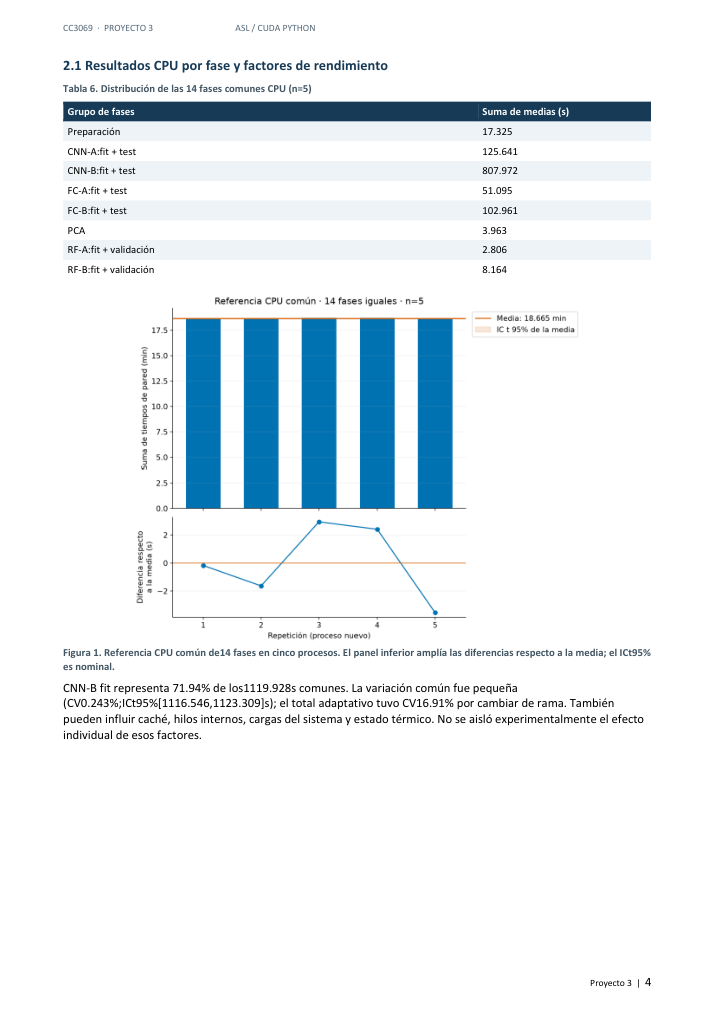 CC3069 · PROYECTO 3 ASL / CUDA PYTHON
2.1 Resultados CPU por fase y factores de rendimiento
Tabla 6. Distribución de las 14 fases comunes CPU (n=5)
Grupo de fases Suma de medias (s)
Preparación 17.325
CNN-A:fit + test 125.641
CNN-B:fit + test 807.972
FC-A:fit + test 51.095
FC-B:fit + test 102.961
PCA 3.963
RF-A:fit + validación 2.806
RF-B:fit + validación 8.164
Referencia CPU común · 14 fases iguales · n=5
Media: 18.665 min
IC t 95% de la media
Suma de tiempos de pared (min)
17.5
15.0
12.5
10.0
7.5
5.0
2.5
0.0
Diferencia respecto
a la media (s)
2
0
−2
1 2 3 4 5
Repetición (proceso nuevo)
Figura 1. Referencia CPU común de14 fases en cinco procesos. El panel inferior amplía las diferencias respecto a la media; el ICt95%
es nominal.
CNN-B fit representa 71.94% de los1119.928s comunes. La variación común fue pequeña
(CV0.243%;ICt95%[1116.546,1123.309]s); el total adaptativo tuvo CV16.91% por cambiar de rama. También
pueden influir caché, hilos internos, cargas del sistema y estado térmico. No se aisló experimentalmente el efecto
individual de esos factores.
Proyecto 3 | 4